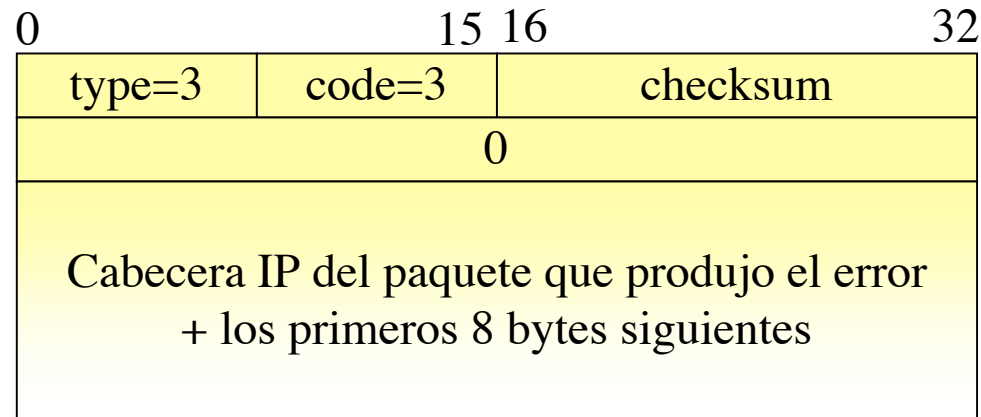 0 15 16 32
type=3 code=3 checksum
0
Cabecera IP del paquete que produjo el error
+ los primeros 8 bytes siguientes